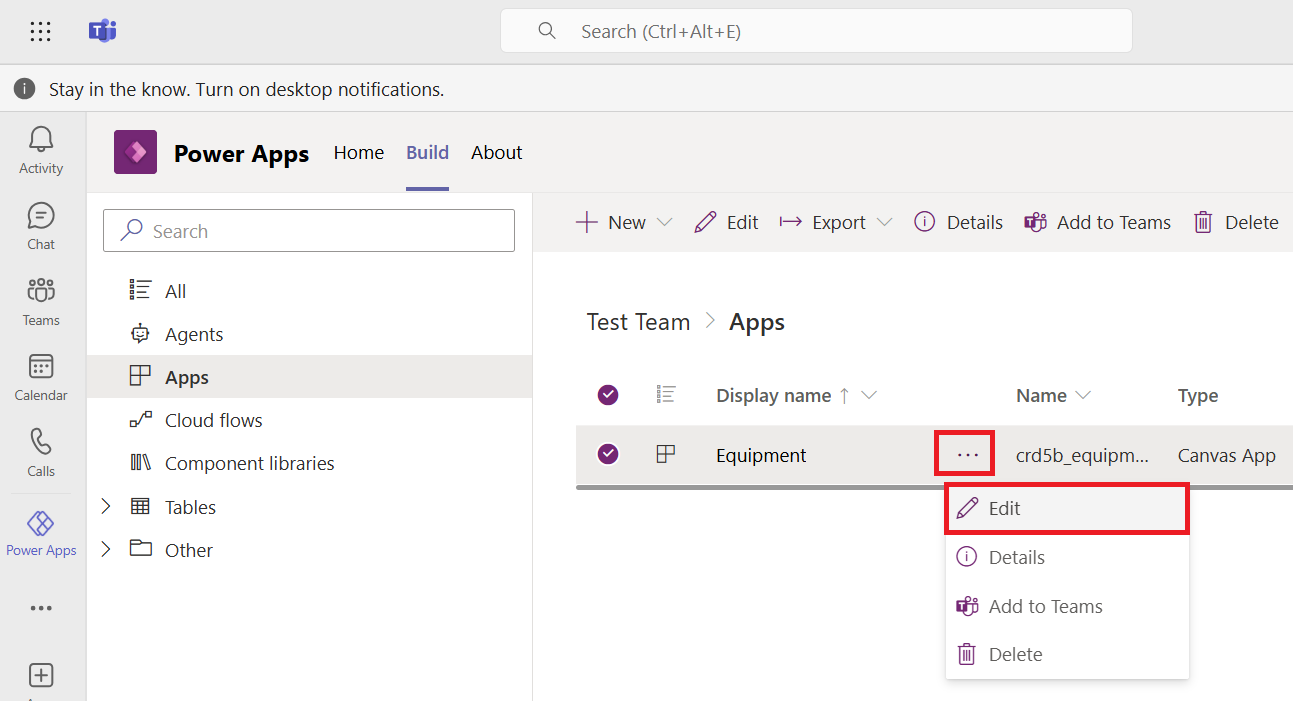 Search (Ctrl+Alt+E)
Stay in the know. Turn on desktop notifications.
Activity
Chat
Teams
Calendar
Calls
Power Apps
Power Apps Home Build About
Search
All
Agents
Apps
Cloud flows
Component libraries
Tables
Other
New Edit Export Details Add to Teams Delete
Test Team > Apps
Display name ↑ Name Type
Equipment ... crd5b_equipm... Canvas App
Edit
Details
Add to Teams
Delete